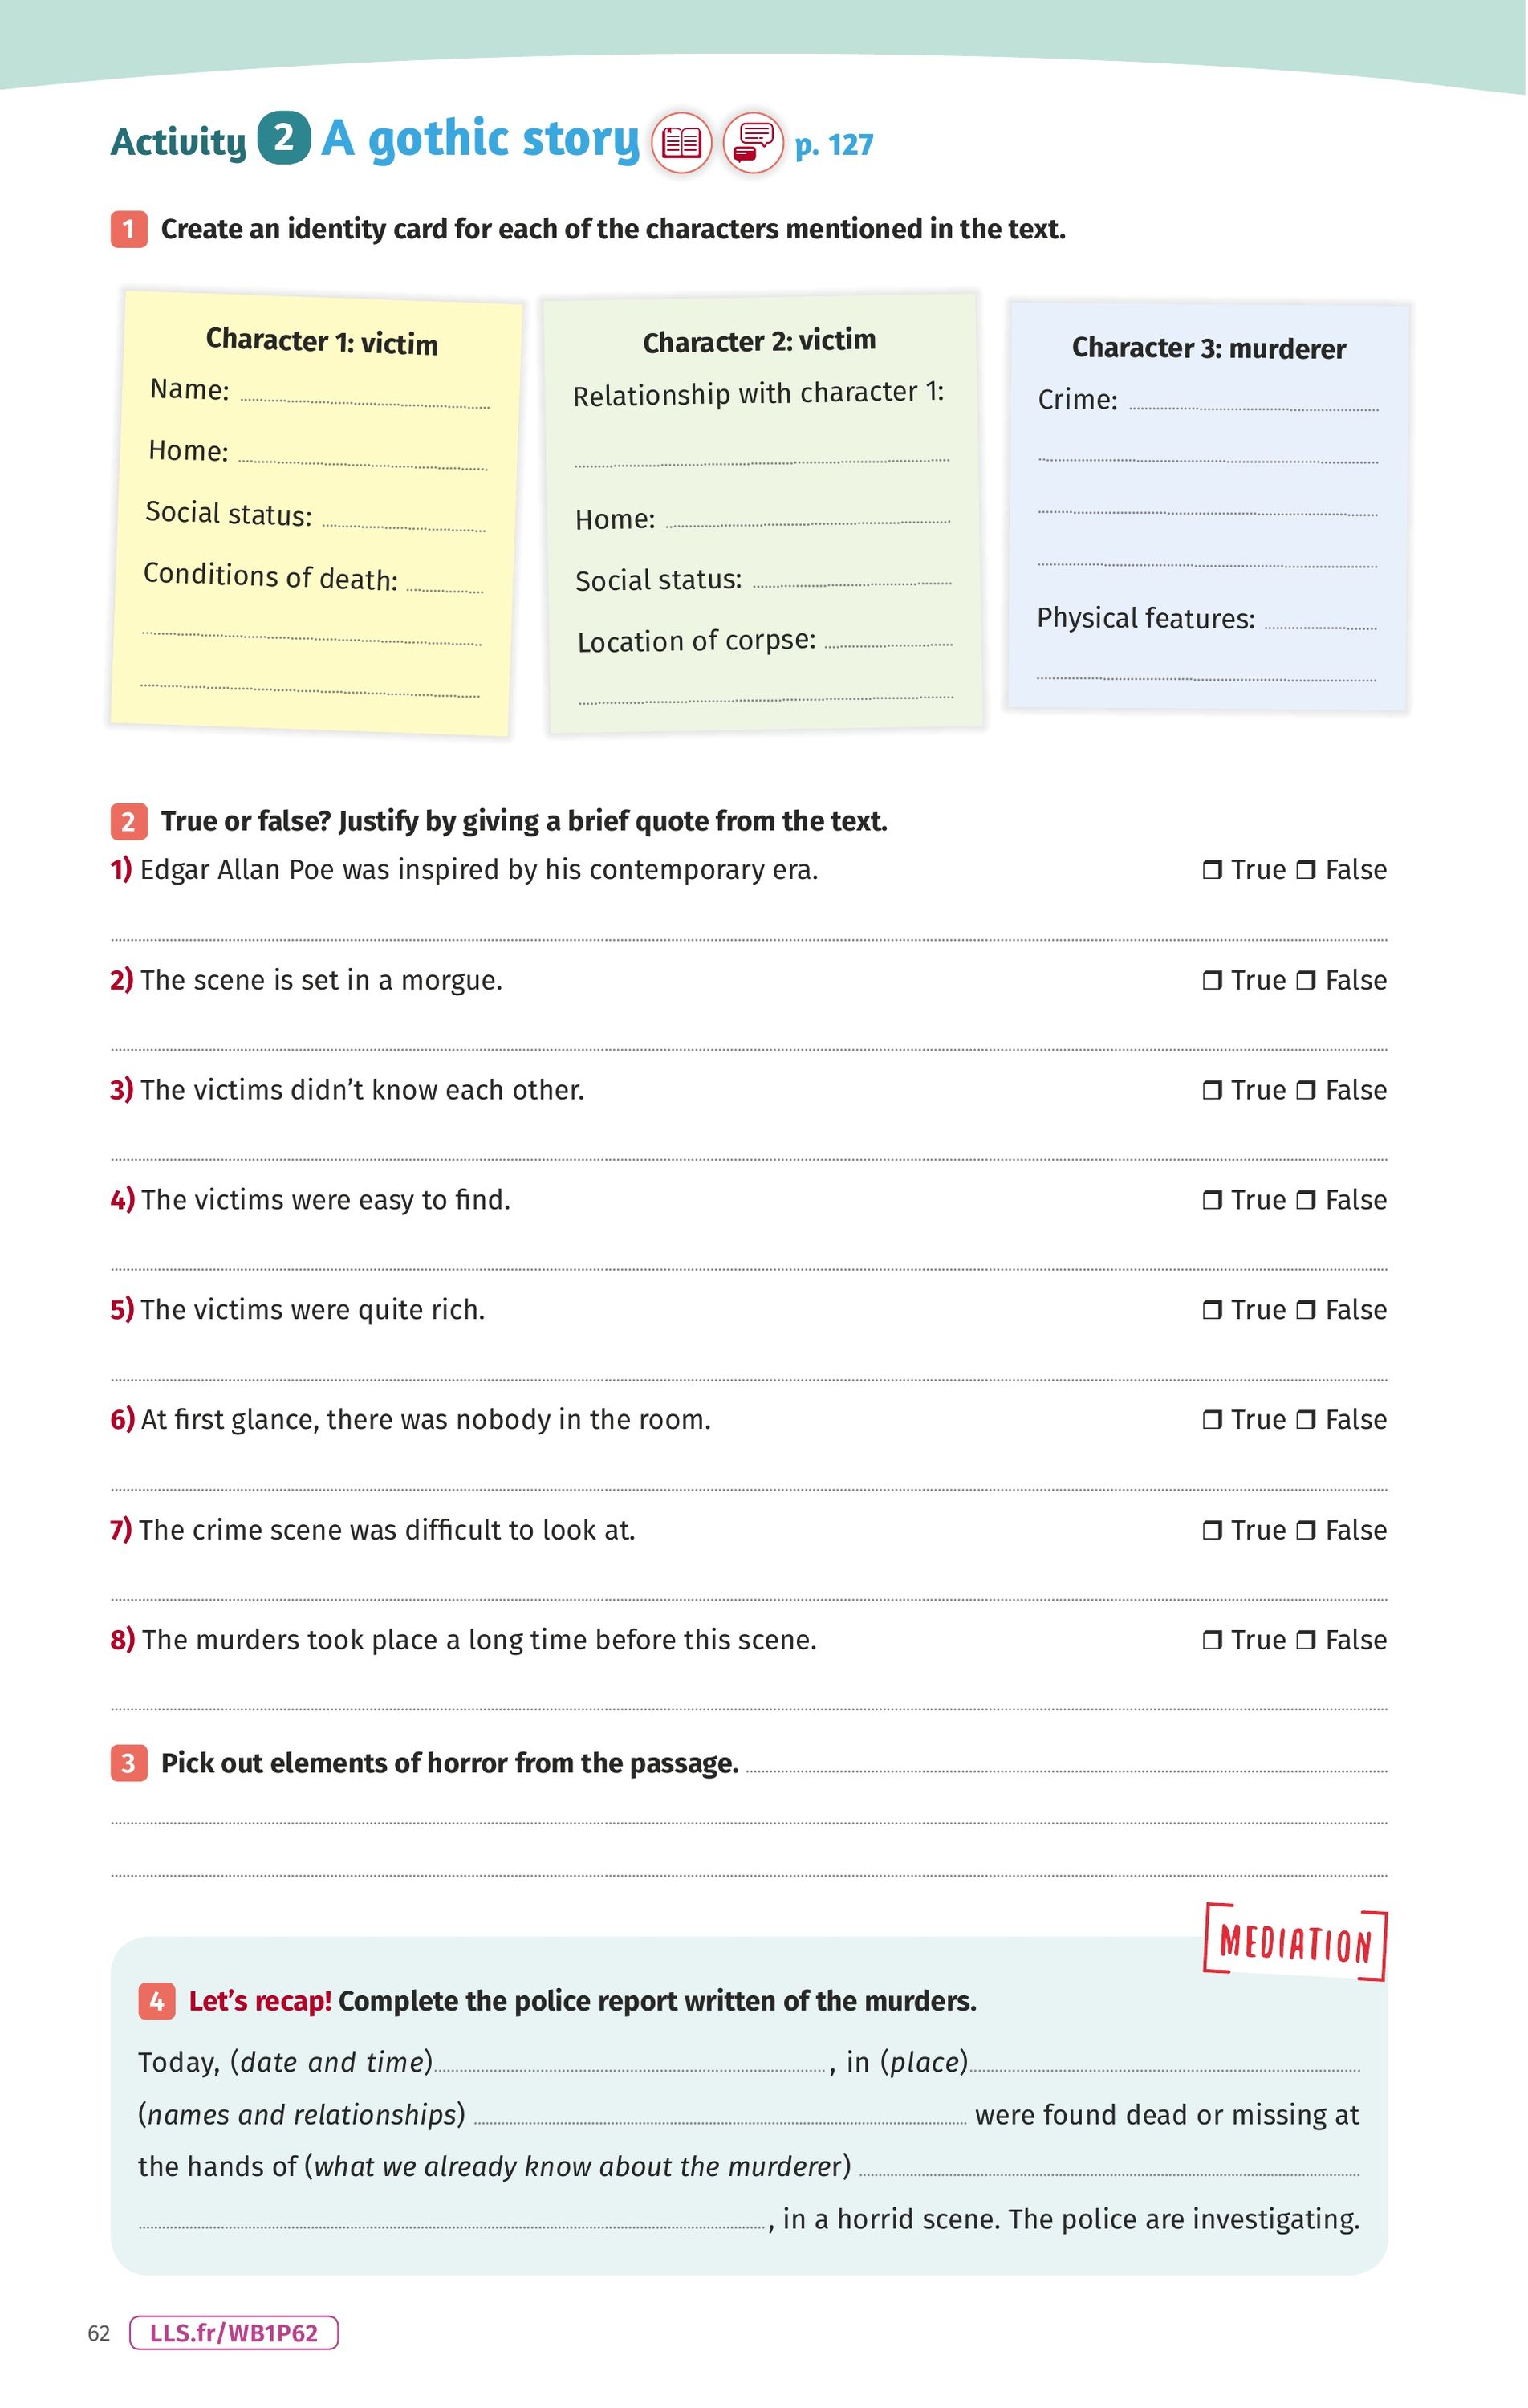 Activity 2 A gothic story p. 127
1 Create an identity card for each of the characters mentioned in the text.
Character 1: victim
Name:
Home:
Social status:
Conditions of death:
Character 2: victim
Relationship with character 1:
Home:
Social status:
Location of corpse:
Character 3: murderer
Crime:
Physical features:
2 True or false? Justify by giving a brief quote from the text.
1) Edgar Allan Poe was inspired by his contemporary era. ❒ True ❒ False
2) The scene is set in a morgue. ❒ True ❒ False
3) The victims didn’t know each other. ❒ True ❒ False
4) The victims were easy to find. ❒ True ❒ False
5) The victims were quite rich. ❒ True ❒ False
6) At first glance, there was nobody in the room. ❒ True ❒ False
7) The crime scene was difficult to look at. ❒ True ❒ False
8) The murders took place a long time before this scene. ❒ True ❒ False
3 Pick out elements of horror from the passage.
MEDIATION
4 Let’s recap! Complete the police report written of the murders.
Today, (date and time) , in (place)
(names and relationships) were found dead or missing at
the hands of (what we already know about the murderer)
, in a horrid scene. The police are investigating.
62 LLS.fr/WB1P62